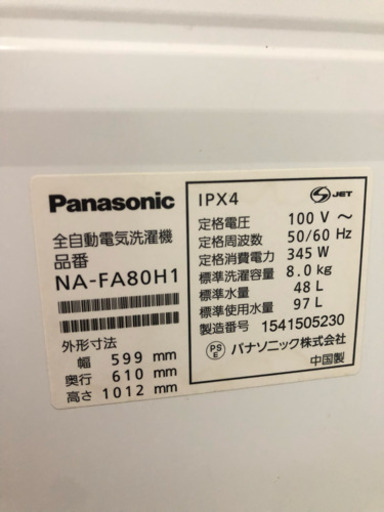 Panasonic
全自動電気洗濯機
品番
NA-FA80H1
外形寸法
幅 599 mm
奥行 610 mm
高さ 1012 mm
IPX4
S JET
定格電圧 100 V ～
定格周波数 50/60 Hz
定格消費電力 345 W
標準洗濯容量 8.0kg
標準水量 48 L
標準使用水量 97 L
製造番号 1541505230
PS E パナソニック株式会社
中国製